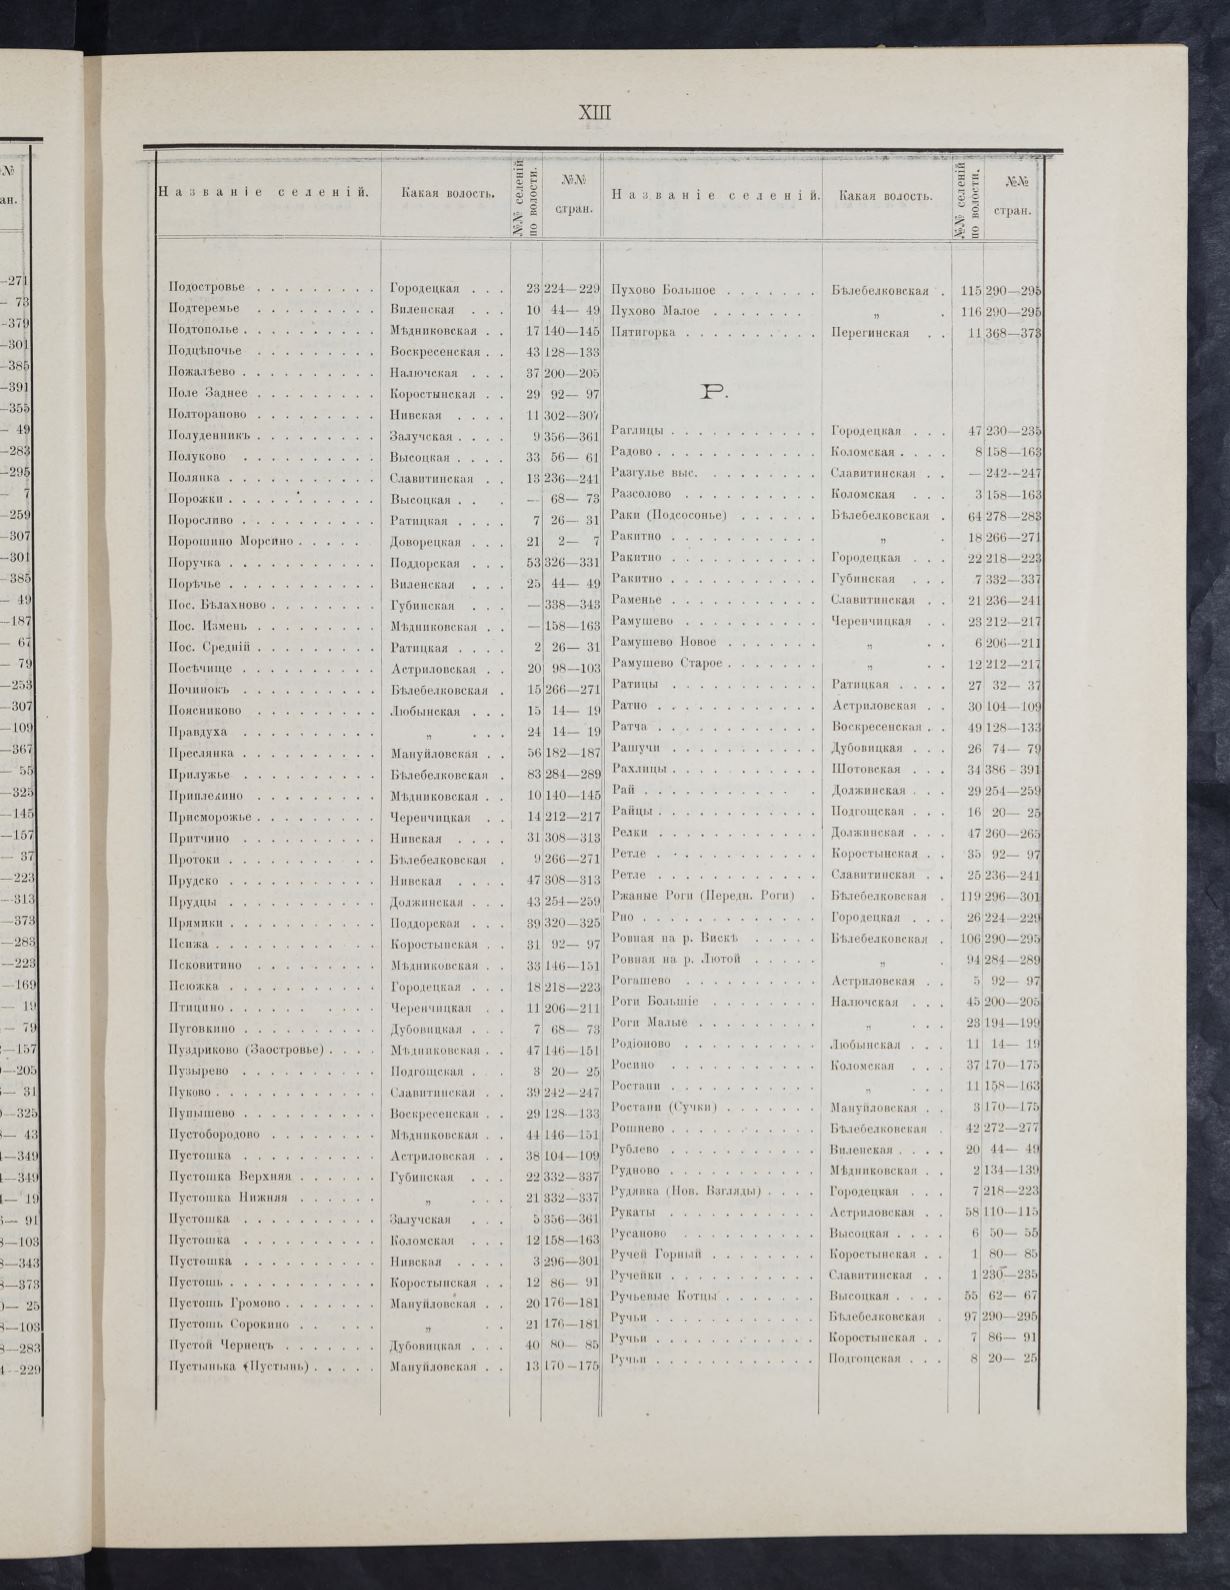 XIII
Названіе селеній. Какая волость. №№ селеній по волости. №№ стран.
Подостровье . . . . . . . . . Городецкая . . . 23 224—229
Подтеремье . . . . . . . . . Виленская . . . 10 44— 49
Подтополье . . . . . . . . . . Мѣдниковская . . 17 140—145
Подцѣпочье . . . . . . . . . Воскресенская . . 43 128—133
Пожалѣево . . . . . . . . . . Налючская . . . 37 200—205
Поле Заднее . . . . . . . . . Коростынская . . 29 92— 97
Полтораново . . . . . . . . . Нивская . . . . 11 302—307
Полуденникъ . . . . . . . . . Залучская . . . . 9 356—361
Полуково . . . . . . . . . . Высоцкая . . . . 33 56— 61
Полянка . . . . . . . . . . . Славитинская . . 13 236—241
Порожки . . . . . . . . . . . Высоцкая . . . — 68— 73
Поросливо . . . . . . . . . . Ратицкая . . . . 7 26— 31
Порошино Морсино . . . . . Доворецкая . . . 21 2— 7
Поручка . . . . . . . . . . . Поддорская . . . 53 326—331
Порѣчье . . . . . . . . . . . Виленская . . . 25 44— 49
Пос. Бѣлахново . . . . . . . . Губинская . . . — 338—343
Пос. Измень . . . . . . . . . Мѣдниковская . . — 158—163
Пос. Средній . . . . . . . . . Ратицкая . . . . 2 26— 31
Посѣчище . . . . . . . . . . Астриловская . . 20 98—103
Починокъ . . . . . . . . . . Бѣлебелковская . 15 266—271
Поясниково . . . . . . . . . Любынская . . . 15 14— 19
Правдуха . . . . . . . . . . „ . . . 24 14— 19
Преслянка . . . . . . . . . . Мануйловская . . 56 182—187
Прилужье . . . . . . . . . . Бѣлебелковская . 83 284—289
Приплекино . . . . . . . . . Мѣдниковская . . 10 140—145
Присморожье . . . . . . . . . Черенчицкая . . 14 212—217
Притчино . . . . . . . . . . Нивская . . . . 31 308—313
Протоки . . . . . . . . . . . Бѣлебелковская . 9 266—271
Прудско . . . . . . . . . . . Нивская . . . . 47 308—313
Прудцы . . . . . . . . . . . Должинская . . . 43 254—259
Прямики . . . . . . . . . . . Поддорская . . . 39 320—325
Псижа . . . . . . . . . . . . Коростынская . . 31 92— 97
Псковитино . . . . . . . . . Мѣдниковская . . 33 146—151
Псюжка . . . . . . . . . . . Городецкая . . . 18 218—223
Птицино . . . . . . . . . . Черенчицкая . . 11 206—211
Пуговкино . . . . . . . . . . Дубовицкая . . . 7 68— 73
Пуздриково (Заостровье) . . . . Мѣдниковская . . 47 146—151
Пузырево . . . . . . . . . . Подгощская . . . 3 20— 25
Пуково . . . . . . . . . . . . Славитинская . . 39 242—247
Пупышево . . . . . . . . . . Воскресенская . . 29 128—133
Пустобородово . . . . . . . . Мѣдниковская . . 44 146—151
Пустошка . . . . . . . . . . Астриловская . . 38 104—109
Пустошка Верхняя . . . . . . Губинская . . . 22 332—337
Пустошка Нижняя . . . . . . „ . . . 21 332—337
Пустошка . . . . . . . . . . Залучская . . . 5 356—361
Пустошка . . . . . . . . . . Коломская . . . 12 158—163
Пустошка . . . . . . . . . . Нивская . . . . 3 296—301
Пустошь . . . . . . . . . . . Коростынская . . 12 86— 91
Пустошь Громово . . . . . . . Мануйловская . . 20 176—181
Пустошь Сорокино . . . . . . „ . . 21 176—181
Пустой Чернецъ . . . . . . . Дубовицкая . . . 40 80— 85
Пустынька (Пустынь) . . . . . Мануйловская . . 13 170—175
Названіе селеній. Какая волость. №№ селеній по волости. №№ стран.
Пухово Большое . . . . . . . Бѣлебелковская . 115 290—295
Пухово Малое . . . . . . . „ . 116 290—295
Пятигорка . . . . . . . . . . Перегинская . . 11 368—373
Р.
Раглицы . . . . . . . . . . . Городецкая . . . 47 230—235
Радово . . . . . . . . . . . . Коломская . . . . 8 158—163
Разгулье выс. . . . . . . . . Славитинская . . — 242—247
Разсолово . . . . . . . . . . Коломская . . . 3 158—163
Раки (Подсосонье) . . . . . . Бѣлебелковская . 64 278—283
Ракитно . . . . . . . . . . . „ . 18 266—271
Ракитно . . . . . . . . . . . Городецкая . . . 22 218—223
Ракитно . . . . . . . . . . . Губинская . . . 7 332—337
Раменье . . . . . . . . . . . Славитинская . . 21 236—241
Рамушево . . . . . . . . . . Черенчицкая . . 23 212—217
Рамушево Новое . . . . . . . „ . . 6 206—211
Рамушево Старое . . . . . . . „ . . 12 212—217
Ратицы . . . . . . . . . . . Ратицкая . . . . 27 32— 37
Ратно . . . . . . . . . . . . Астриловская . . 30 104—109
Ратча . . . . . . . . . . . . Воскресенская . . 49 128—133
Рашучи . . . . . . . . . . . Дубовицкая . . . 26 74— 79
Рахлицы . . . . . . . . . . . Шотовская . . . 34 386—391
Рай . . . . . . . . . . . . Должинская . . . 29 254—259
Райцы . . . . . . . . . . . . Подгощская . . . 16 20— 25
Релки . . . . . . . . . . . . Должинская . . . 47 260—265
Ретле . . . . . . . . . . . . Коростынская . . 35 92— 97
Ретле . . . . . . . . . . . . Славитинская . . 25 236—241
Ржаные Роги (Передн. Роги) . Бѣлебелковская . 119 296—301
Рно . . . . . . . . . . . . . Городецкая . . . 26 224—229
Ровная на р. Вискѣ . . . . . Бѣлебелковская . 106 290—295
Ровная на р. Лютой . . . . . „ . 94 284—289
Рогашево . . . . . . . . . . Астриловская . . 5 92— 97
Роги Большіе . . . . . . . . Налючская . . . 45 200—205
Роги Малые . . . . . . . . . „ . . . 23 194—199
Родіоново . . . . . . . . . . Любынская . . . 11 14— 19
Росино . . . . . . . . . . . Коломская . . . 37 170—175
Ростани . . . . . . . . . . . „ . . . 11 158—163
Ростани (Сучки) . . . . . . . Мануйловская . . 3 170—175
Рошнево . . . . . . . . . . . Бѣлебелковская . 42 272—277
Рублево . . . . . . . . . . . Виленская . . . . 20 44— 49
Рудново . . . . . . . . . . . Мѣдниковская . . 2 134—139
Рудявка (Нов. Взгляды) . . . . Городецкая . . . 7 218—223
Рукаты . . . . . . . . . . . Астриловская . . 58 110—115
Русаново . . . . . . . . . . Высоцкая . . . . 6 50— 55
Ручей Горный . . . . . . . . Коростынская . . 1 80— 85
Ручейки . . . . . . . . . . . Славитинская . . 1 230—235
Ручьевые Котцы . . . . . . . Высоцкая . . . . 55 62— 67
Ручьи . . . . . . . . . . . . Бѣлебелковская . 97 290—295
Ручьи . . . . . . . . . . . . Коростынская . . 7 86— 91
Ручьи . . . . . . . . . . . . Подгощская . . . 8 20— 25